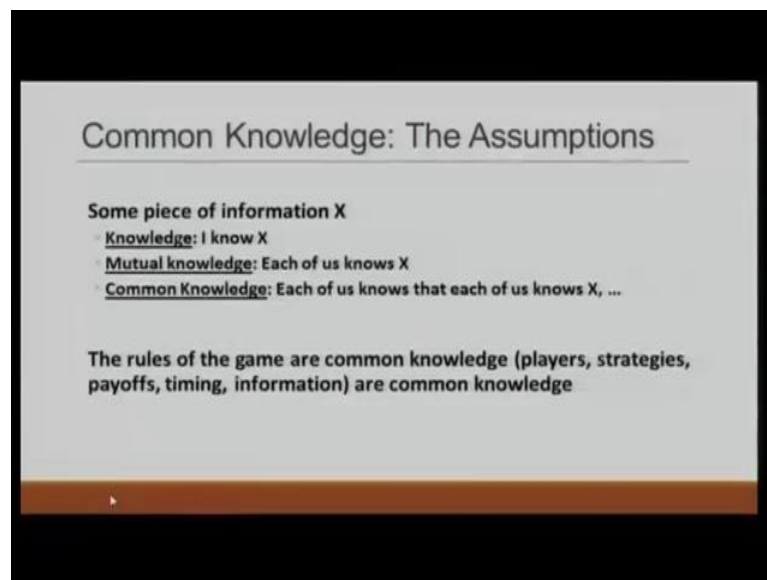 Common Knowledge: The Assumptions
Some piece of information X
Knowledge: I know X
Mutual knowledge: Each of us knows X
Common Knowledge: Each of us knows that each of us knows X, ...
The rules of the game are common knowledge (players, strategies,
payoffs, timing, information) are common knowledge